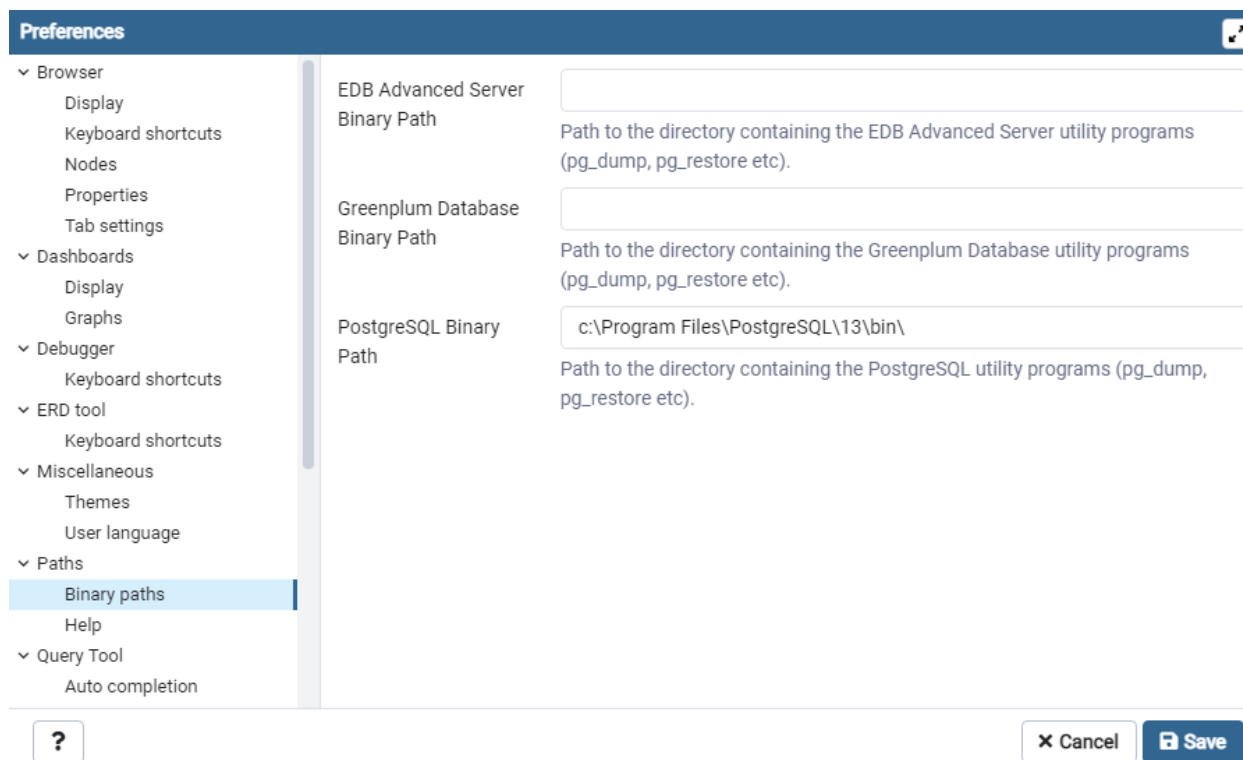 Preferences
Browser
Display
Keyboard shortcuts
Nodes
Properties
Tab settings
Dashboards
Display
Graphs
Debugger
Keyboard shortcuts
ERD tool
Keyboard shortcuts
Miscellaneous
Themes
User language
Paths
Binary paths
Help
Query Tool
Auto completion
EDB Advanced Server
Binary Path
Path to the directory containing the EDB Advanced Server utility programs
(pg_dump, pg_restore etc).
Greenplum Database
Binary Path
Path to the directory containing the Greenplum Database utility programs
(pg_dump, pg_restore etc).
PostgreSQL Binary
Path
c:\Program Files\PostgreSQL\13\bin\
Path to the directory containing the PostgreSQL utility programs (pg_dump,
pg_restore etc).
?
Cancel
Save